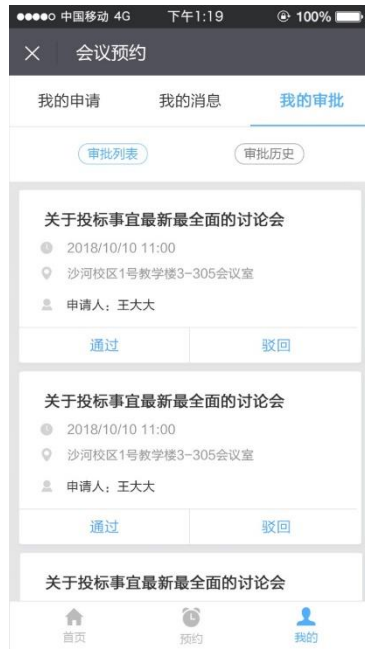 中国移动 4G 下午1:19 100%
会议预约
我的申请 我的消息 我的审批
审批列表 审批历史
关于投标事宜最新最全面的讨论会
2018/10/10 11:00
沙河校区1号教学楼3-305会议室
申请人：王大大
通过 驳回
关于投标事宜最新最全面的讨论会
2018/10/10 11:00
沙河校区1号教学楼3-305会议室
申请人：王大大
通过 驳回
关于投标事宜最新最全面的讨论会
首页 预约 我的